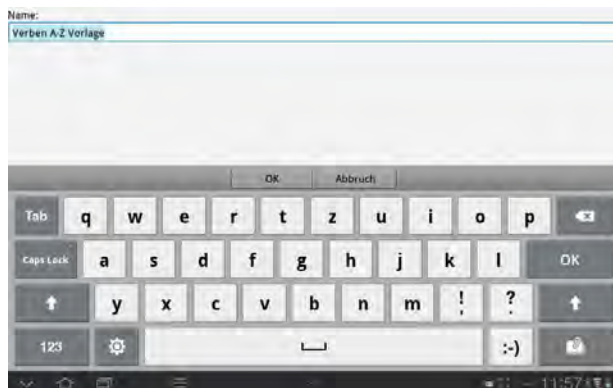 Name:
Verben A-Z Vorlage
OK Abbruch
Tab q w e r t z u i o p
Caps Lock a s d f g h j k l OK
y x c v b n m ! , ? .
123 :-)
11:57